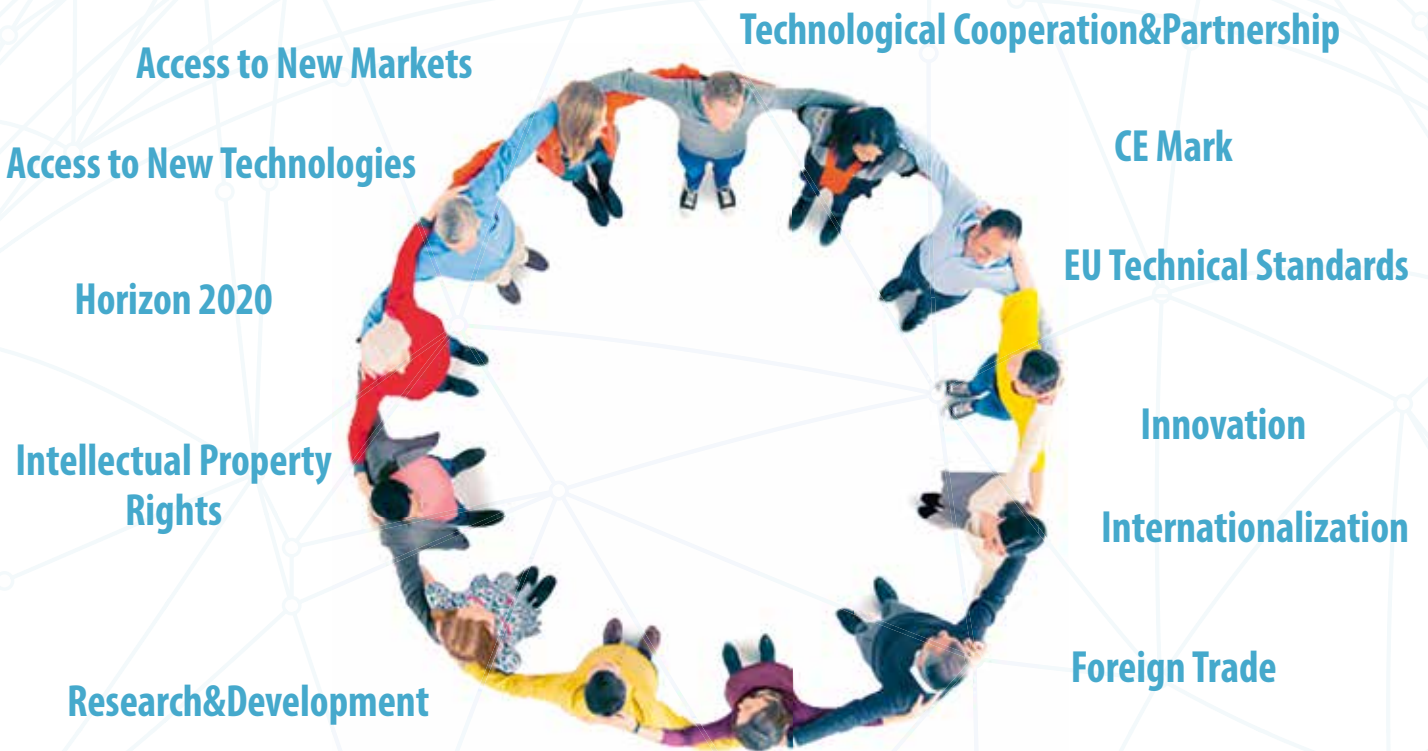 Technological Cooperation&Partnership
Access to New Markets
CE Mark
Access to New Technologies
EU Technical Standards
Horizon 2020
Innovation
Intellectual Property
Rights
Internationalization
Foreign Trade
Research&Development